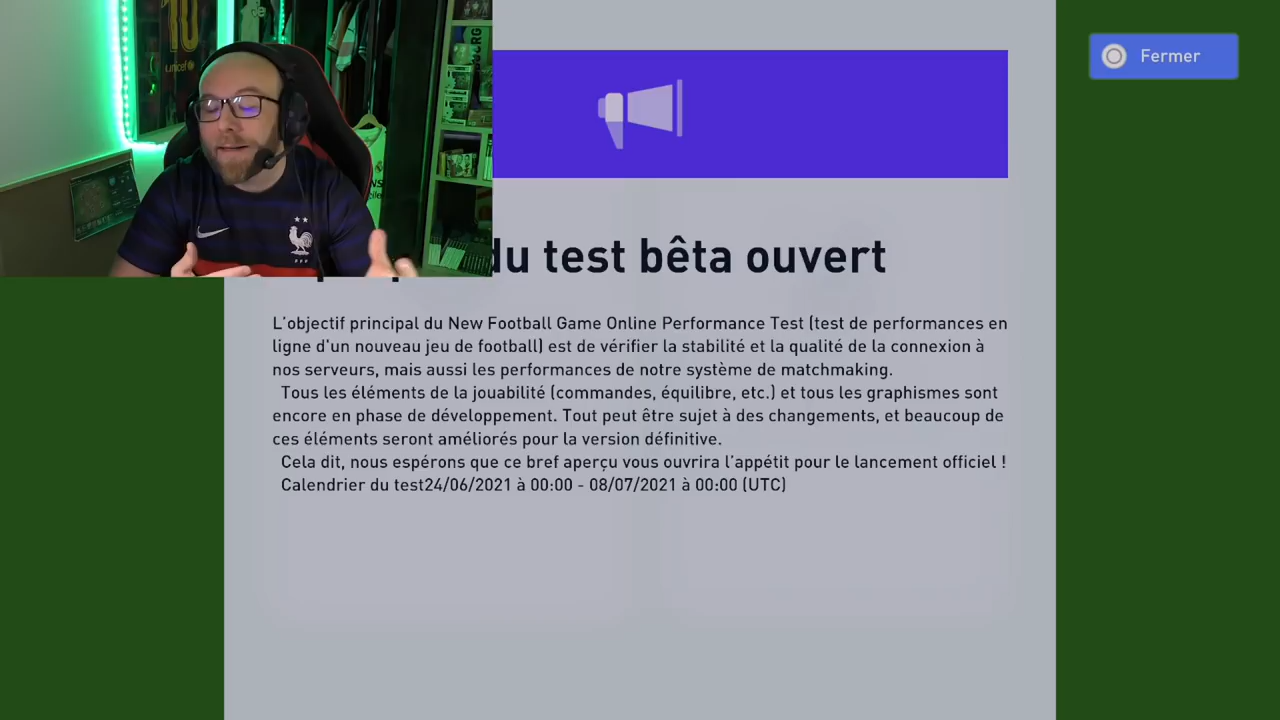 10
unicef
Fermer
du test bêta ouvert
L'objectif principal du New Football Game Online Performance Test (test de performances en
ligne d'un nouveau jeu de football) est de vérifier la stabilité et la qualité de la connexion à
nos serveurs, mais aussi les performances de notre système de matchmaking.
Tous les éléments de la jouabilité (commandes, équilibre, etc.) et tous les graphismes sont
encore en phase de développement. Tout peut être sujet à des changements, et beaucoup de
ces éléments seront améliorés pour la version définitive.
Cela dit, nous espérons que ce bref aperçu vous ouvrira l'appétit pour le lancement officiel !
Calendrier du test24/06/2021 à 00:00 - 08/07/2021 à 00:00 (UTC)